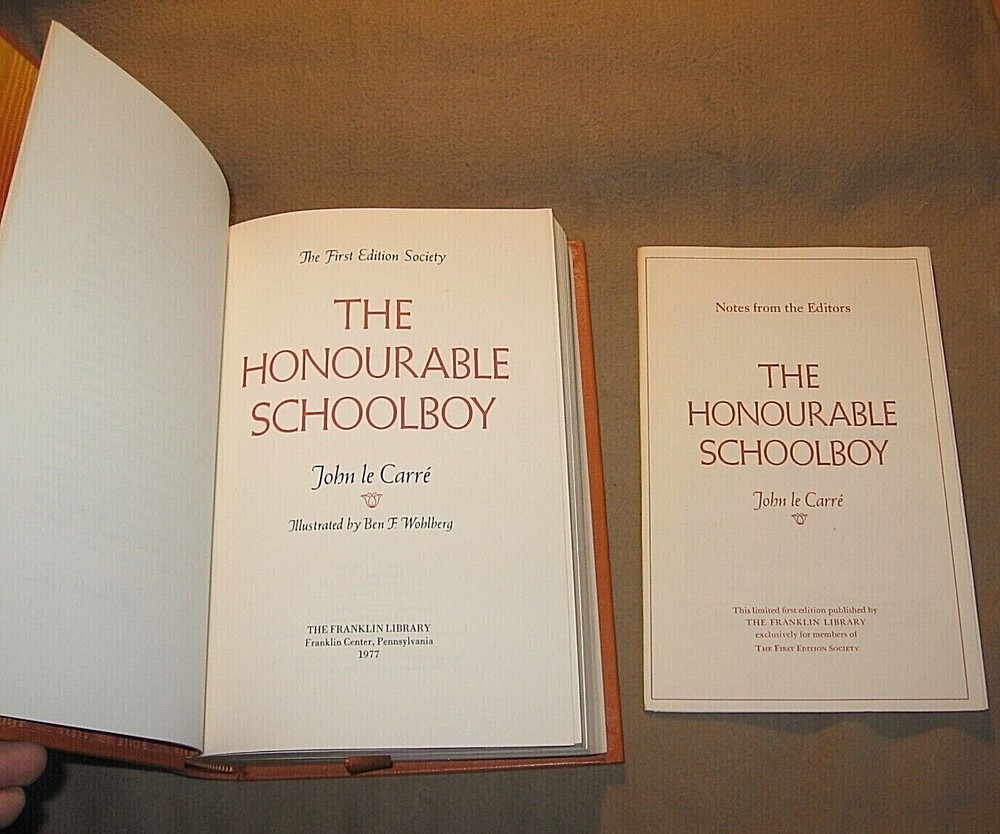 The First Edition Society
THE
HONOURABLE
SCHOOLBOY
John le Carré
Illustrated by Ben F. Wohlberg
THE FRANKLIN LIBRARY
Franklin Center, Pennsylvania
1977
Notes from the Editors
THE
HONOURABLE
SCHOOLBOY
John le Carré
This limited first edition published by
THE FRANKLIN LIBRARY
exclusively for members of
THE FIRST EDITION SOCIETY